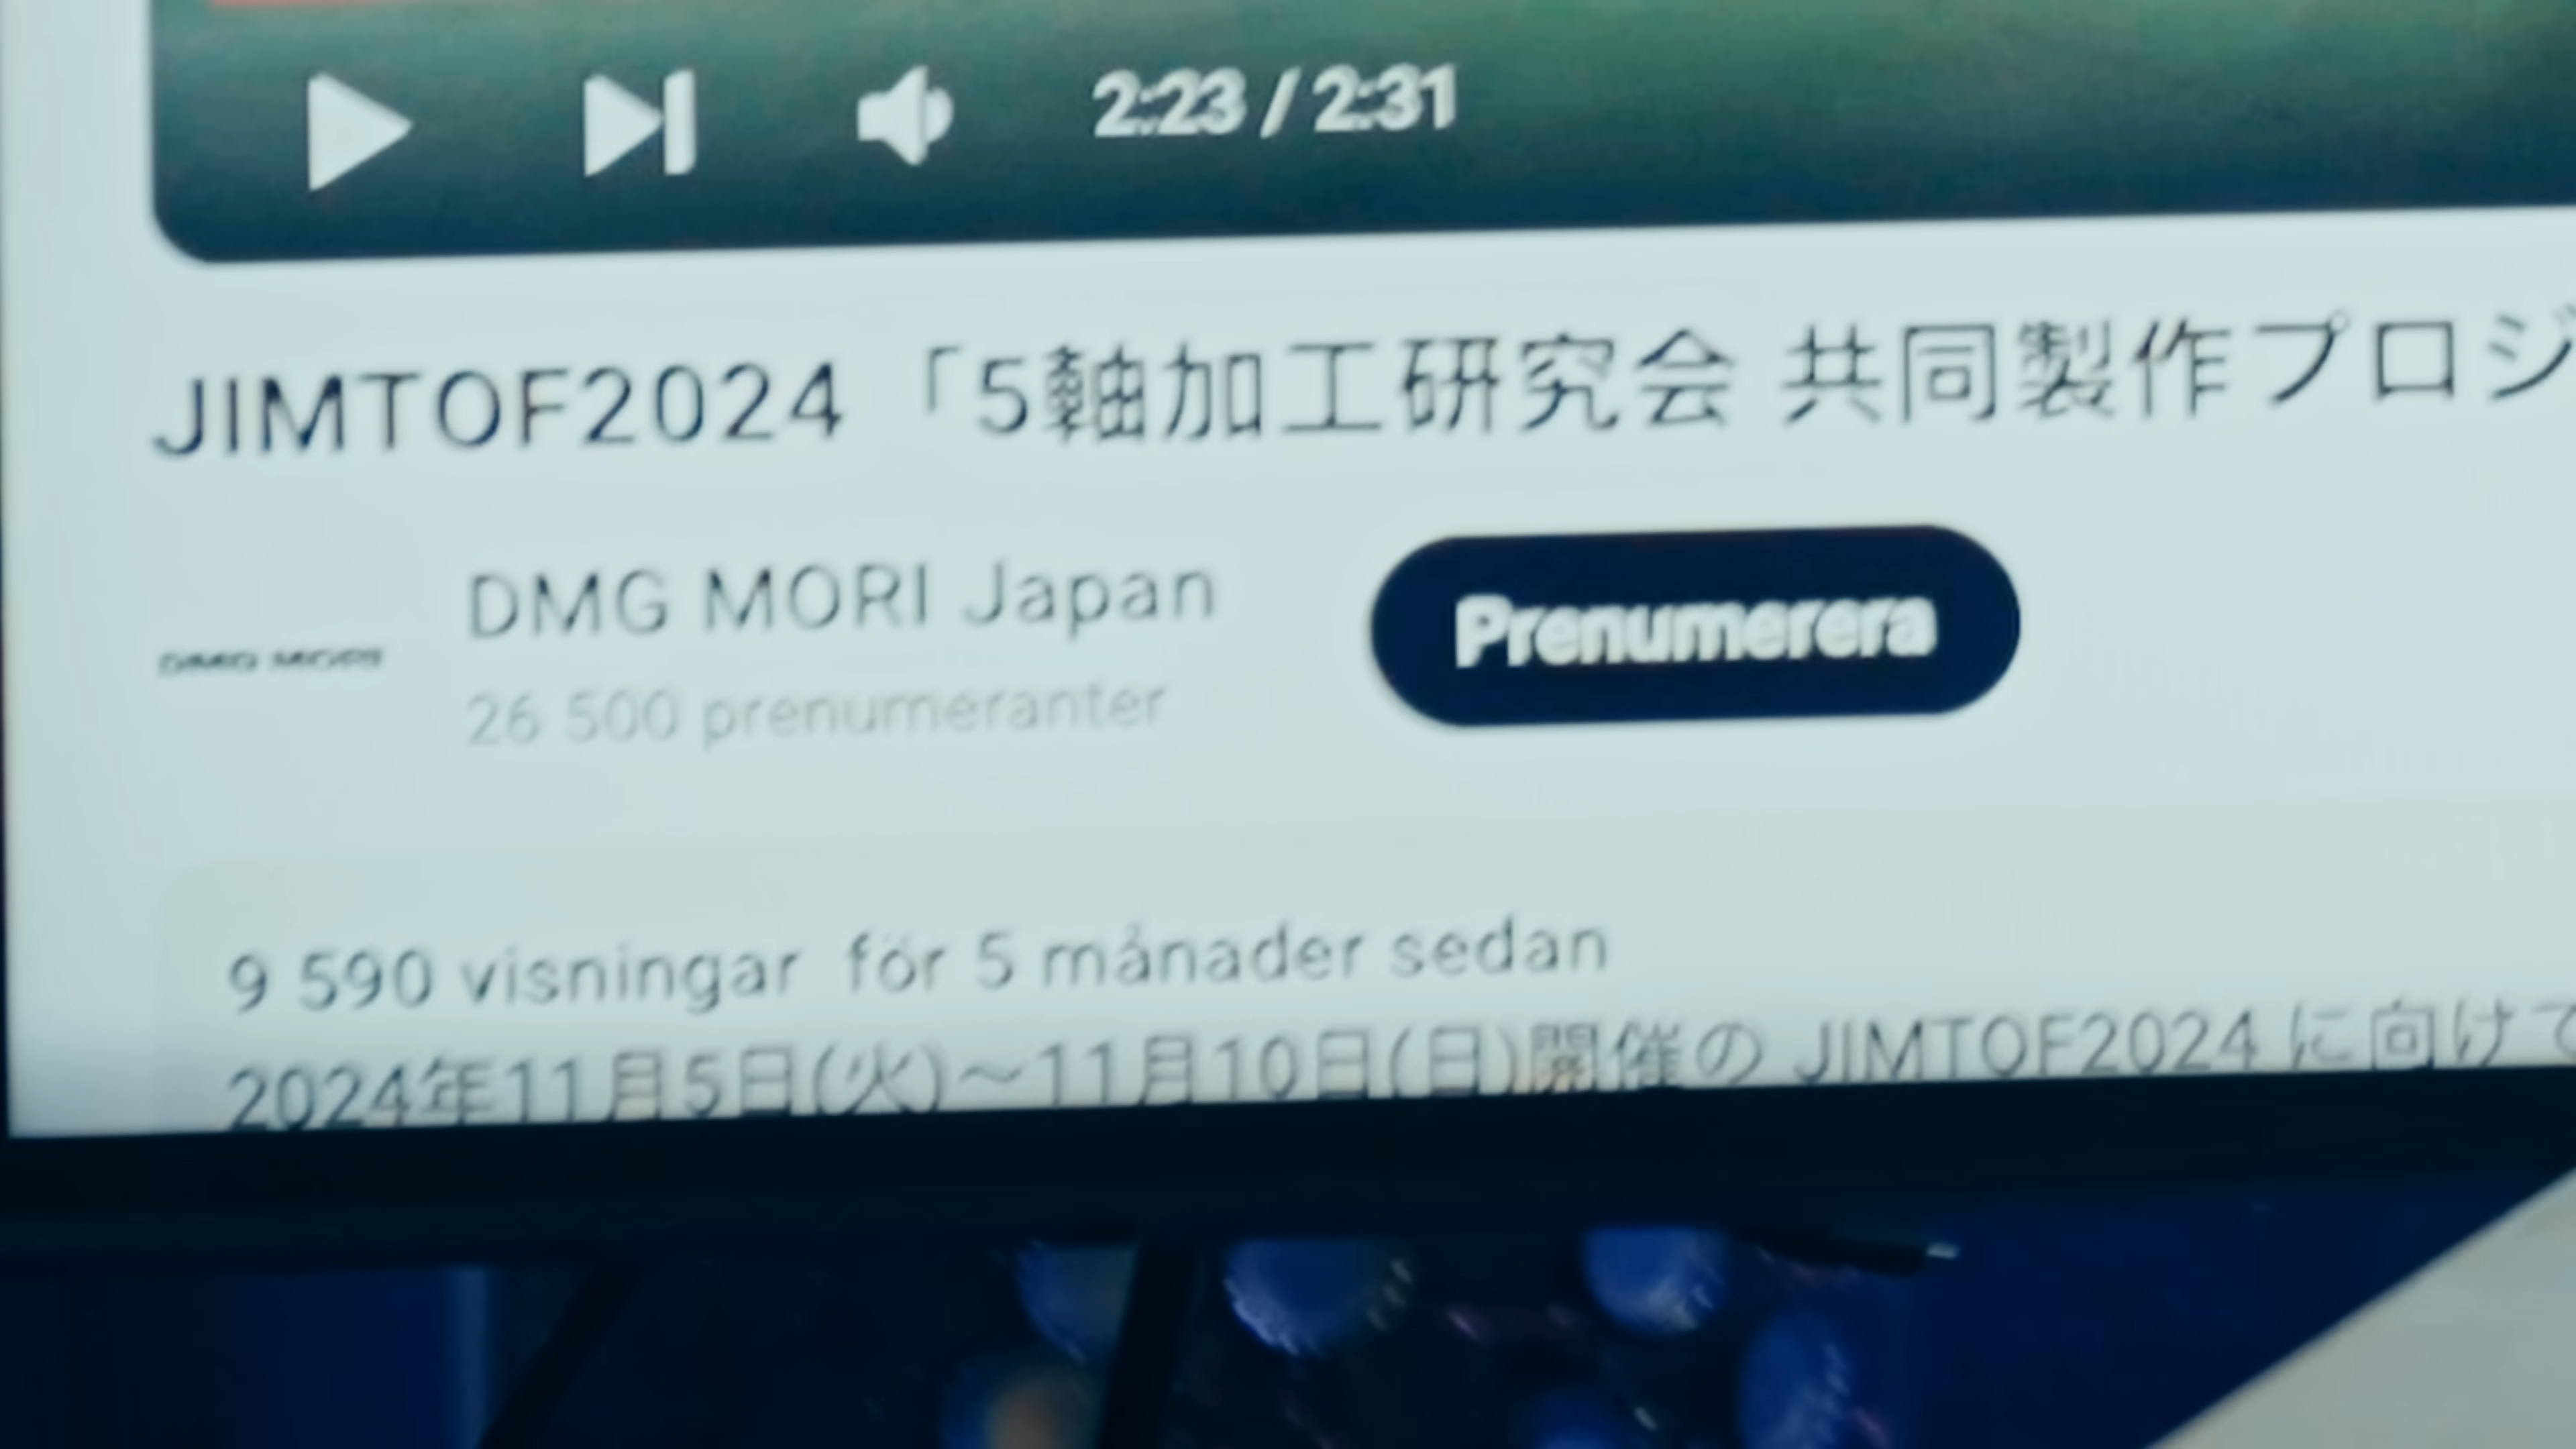 2:23 / 2:31
JIMTOF2024「5軸加工研究会 共同製作プロジ
DMG MORI
DMG MORI Japan
26 500 prenumeranter
Prenumerera
9 590 visningar för 5 månader sedan
2024年11月5日(火)～11月10日(日)開催の JIMTOF2024 に向けて